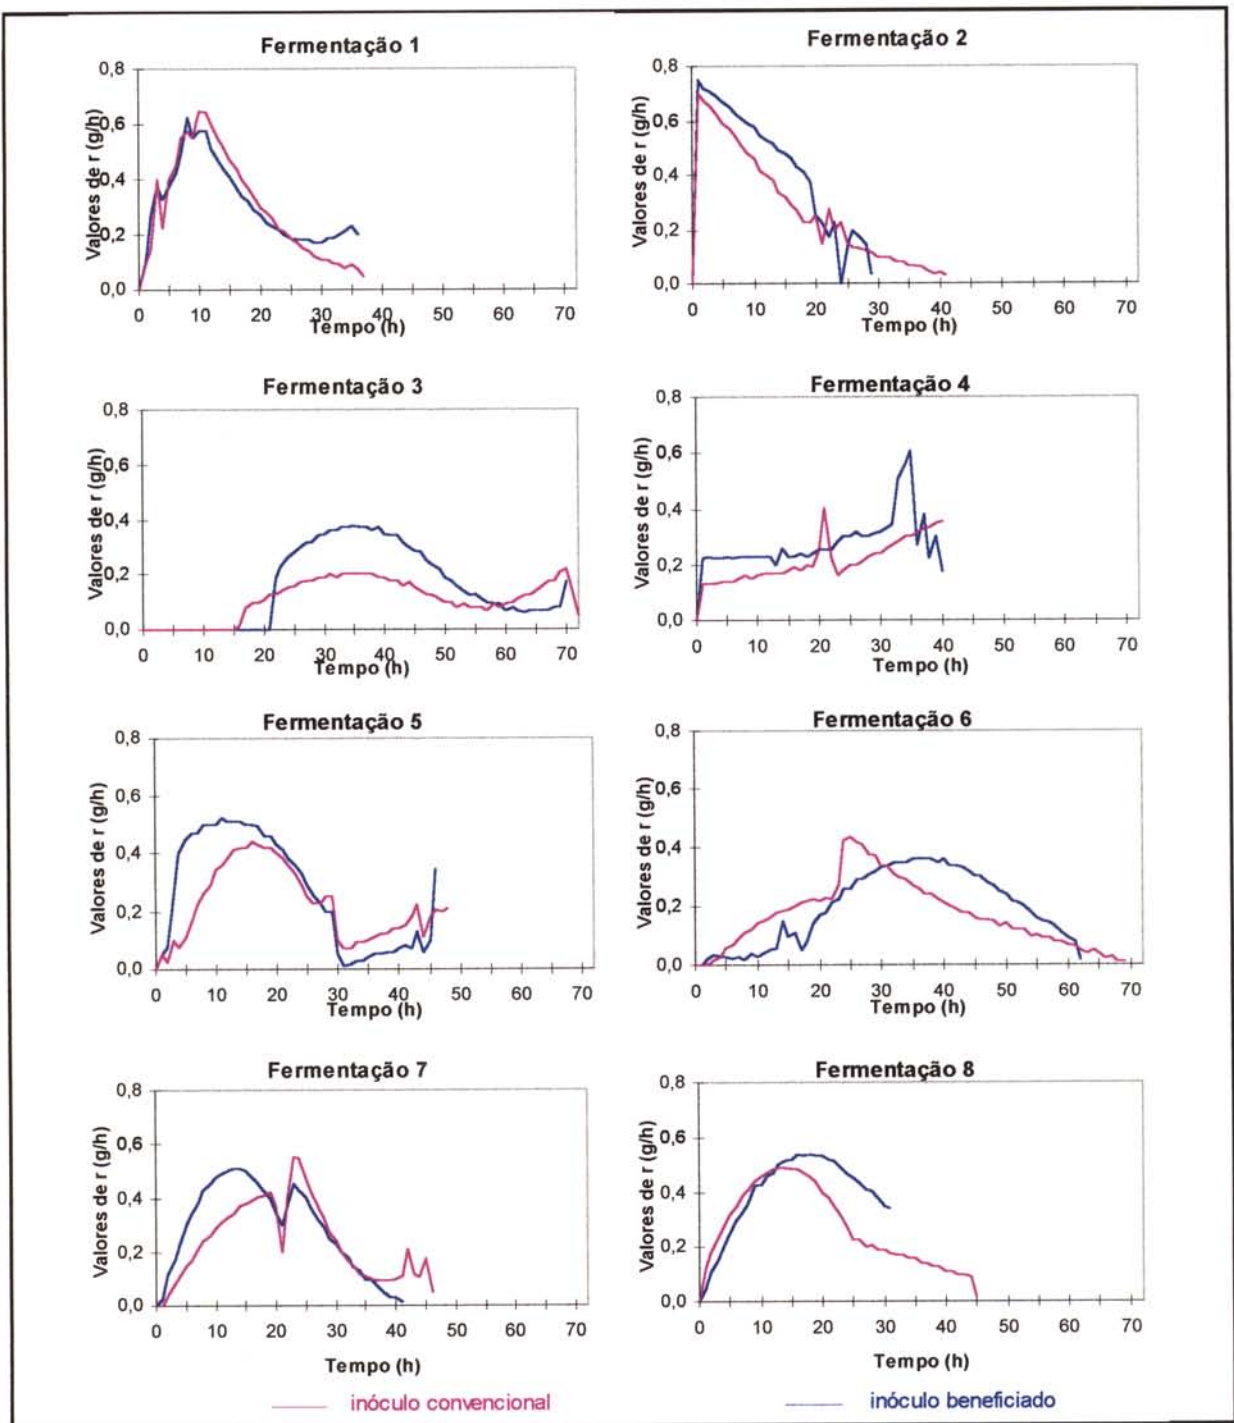 Fermentação 1
Valores de r (g/h)
0,8
0,6
0,4
0,2
0,0
0 10 20 30 40 50 60 70
Tempo (h)
Fermentação 2
Valores de r (g/h)
0,8
0,6
0,4
0,2
0,0
0 10 20 30 40 50 60 70
Tempo (h)
Fermentação 3
Valores de r (g/h)
0,8
0,6
0,4
0,2
0,0
0 10 20 30 40 50 60 70
Tempo (h)
Fermentação 4
Valores de r (g/h)
0,8
0,6
0,4
0,2
0,0
0 10 20 30 40 50 60 70
Tempo (h)
Fermentação 5
Valores de r (g/h)
0,8
0,6
0,4
0,2
0,0
0 10 20 30 40 50 60 70
Tempo (h)
Fermentação 6
Valores de r (g/h)
0,8
0,6
0,4
0,2
0,0
10 20 30 40 50 60 70
Tempo (h)
Fermentação 7
Valores de r (g/h)
0,8
0,6
0,4
0,2
0,0
0 10 20 30 40 50 60 70
Tempo (h)
Fermentação 8
Valores de r (g/h)
0,8
0,6
0,4
0,2
0,0
0 10 20 30 40 50 60 70
Tempo (h)
inóculo convencional
inóculo beneficiado